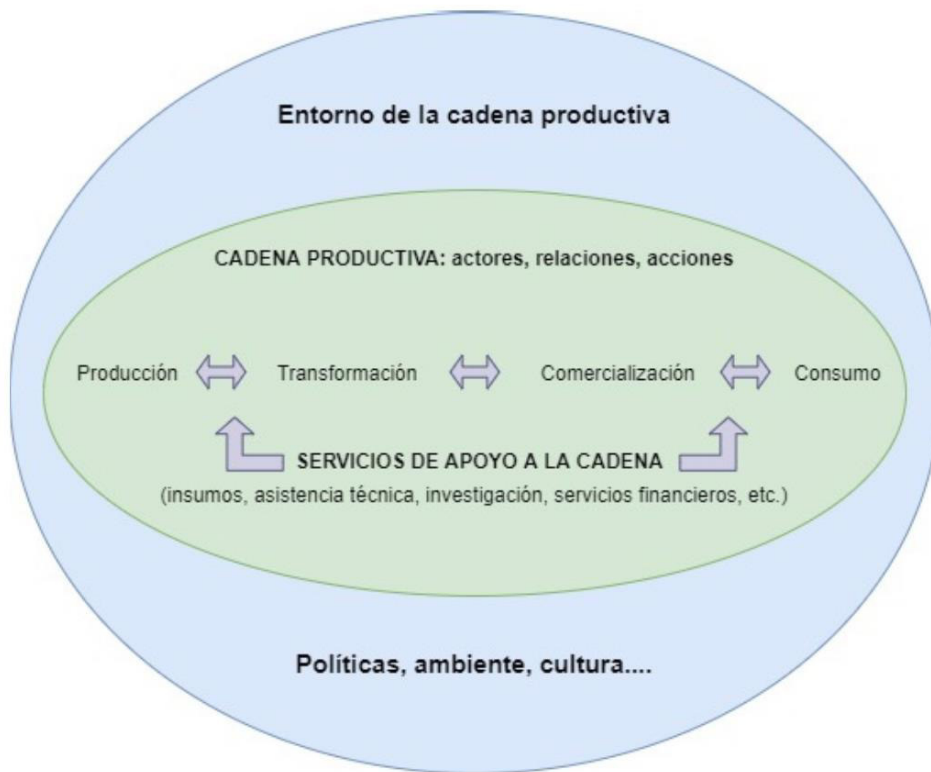 Entorno de la cadena productiva
CADENA PRODUCTIVA: actores, relaciones, acciones
Producción Transformación Comercialización Consumo
SERVICIOS DE APOYO A LA CADENA
(insumos, asistencia técnica, investigación, servicios financieros, etc.)
Políticas, ambiente, cultura....